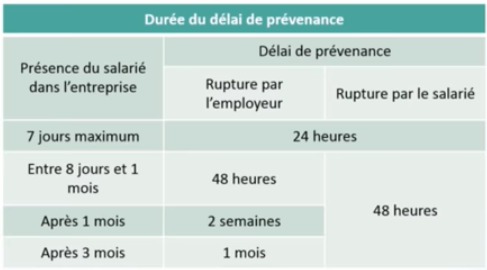 Durée du délai de prévenance
Présence du salarié
dans l'entreprise
Délai de prévenance
Rupture par
l'employeur
Rupture par le salarié
7 jours maximum
24 heures
Entre 8 jours et 1
mois
48 heures
48 heures
Après 1 mois
2 semaines
Après 3 mois
1 mois